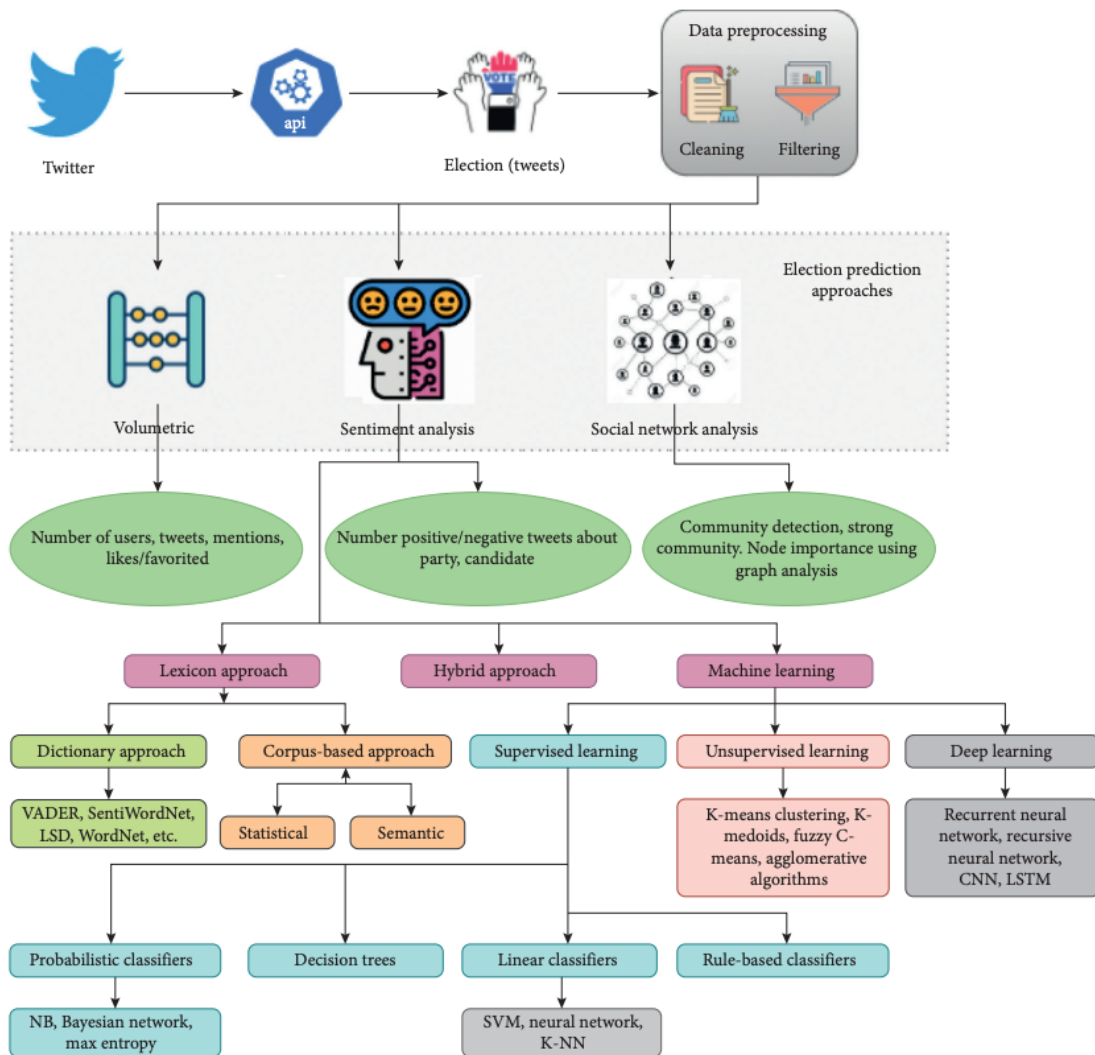 Data preprocessing
VOTE
api
Cleaning
Filtering
Twitter
Election (tweets)
Election prediction
approaches
Volumetric
Sentiment analysis
Social network analysis
Number of users, tweets, mentions,
likes/favorited
Number positive/negative tweets about
party, candidate
Community detection, strong
community. Node importance using
graph analysis
Lexicon approach
Hybrid approach
Machine learning
Dictionary approach
Corpus-based approach
Supervised learning
Unsupervised learning
Deep learning
VADER, SentiWordNet,
LSD, WordNet, etc.
Statistical
Semantic
K-means clustering, K-
medoids, fuzzy C-
means, agglomerative
algorithms
Recurrent neural
network, recursive
neural network,
CNN, LSTM
Probabilistic classifiers
Decision trees
Linear classifiers
Rule-based classifiers
NB, Bayesian network,
max entropy
SVM, neural network,
K-NN